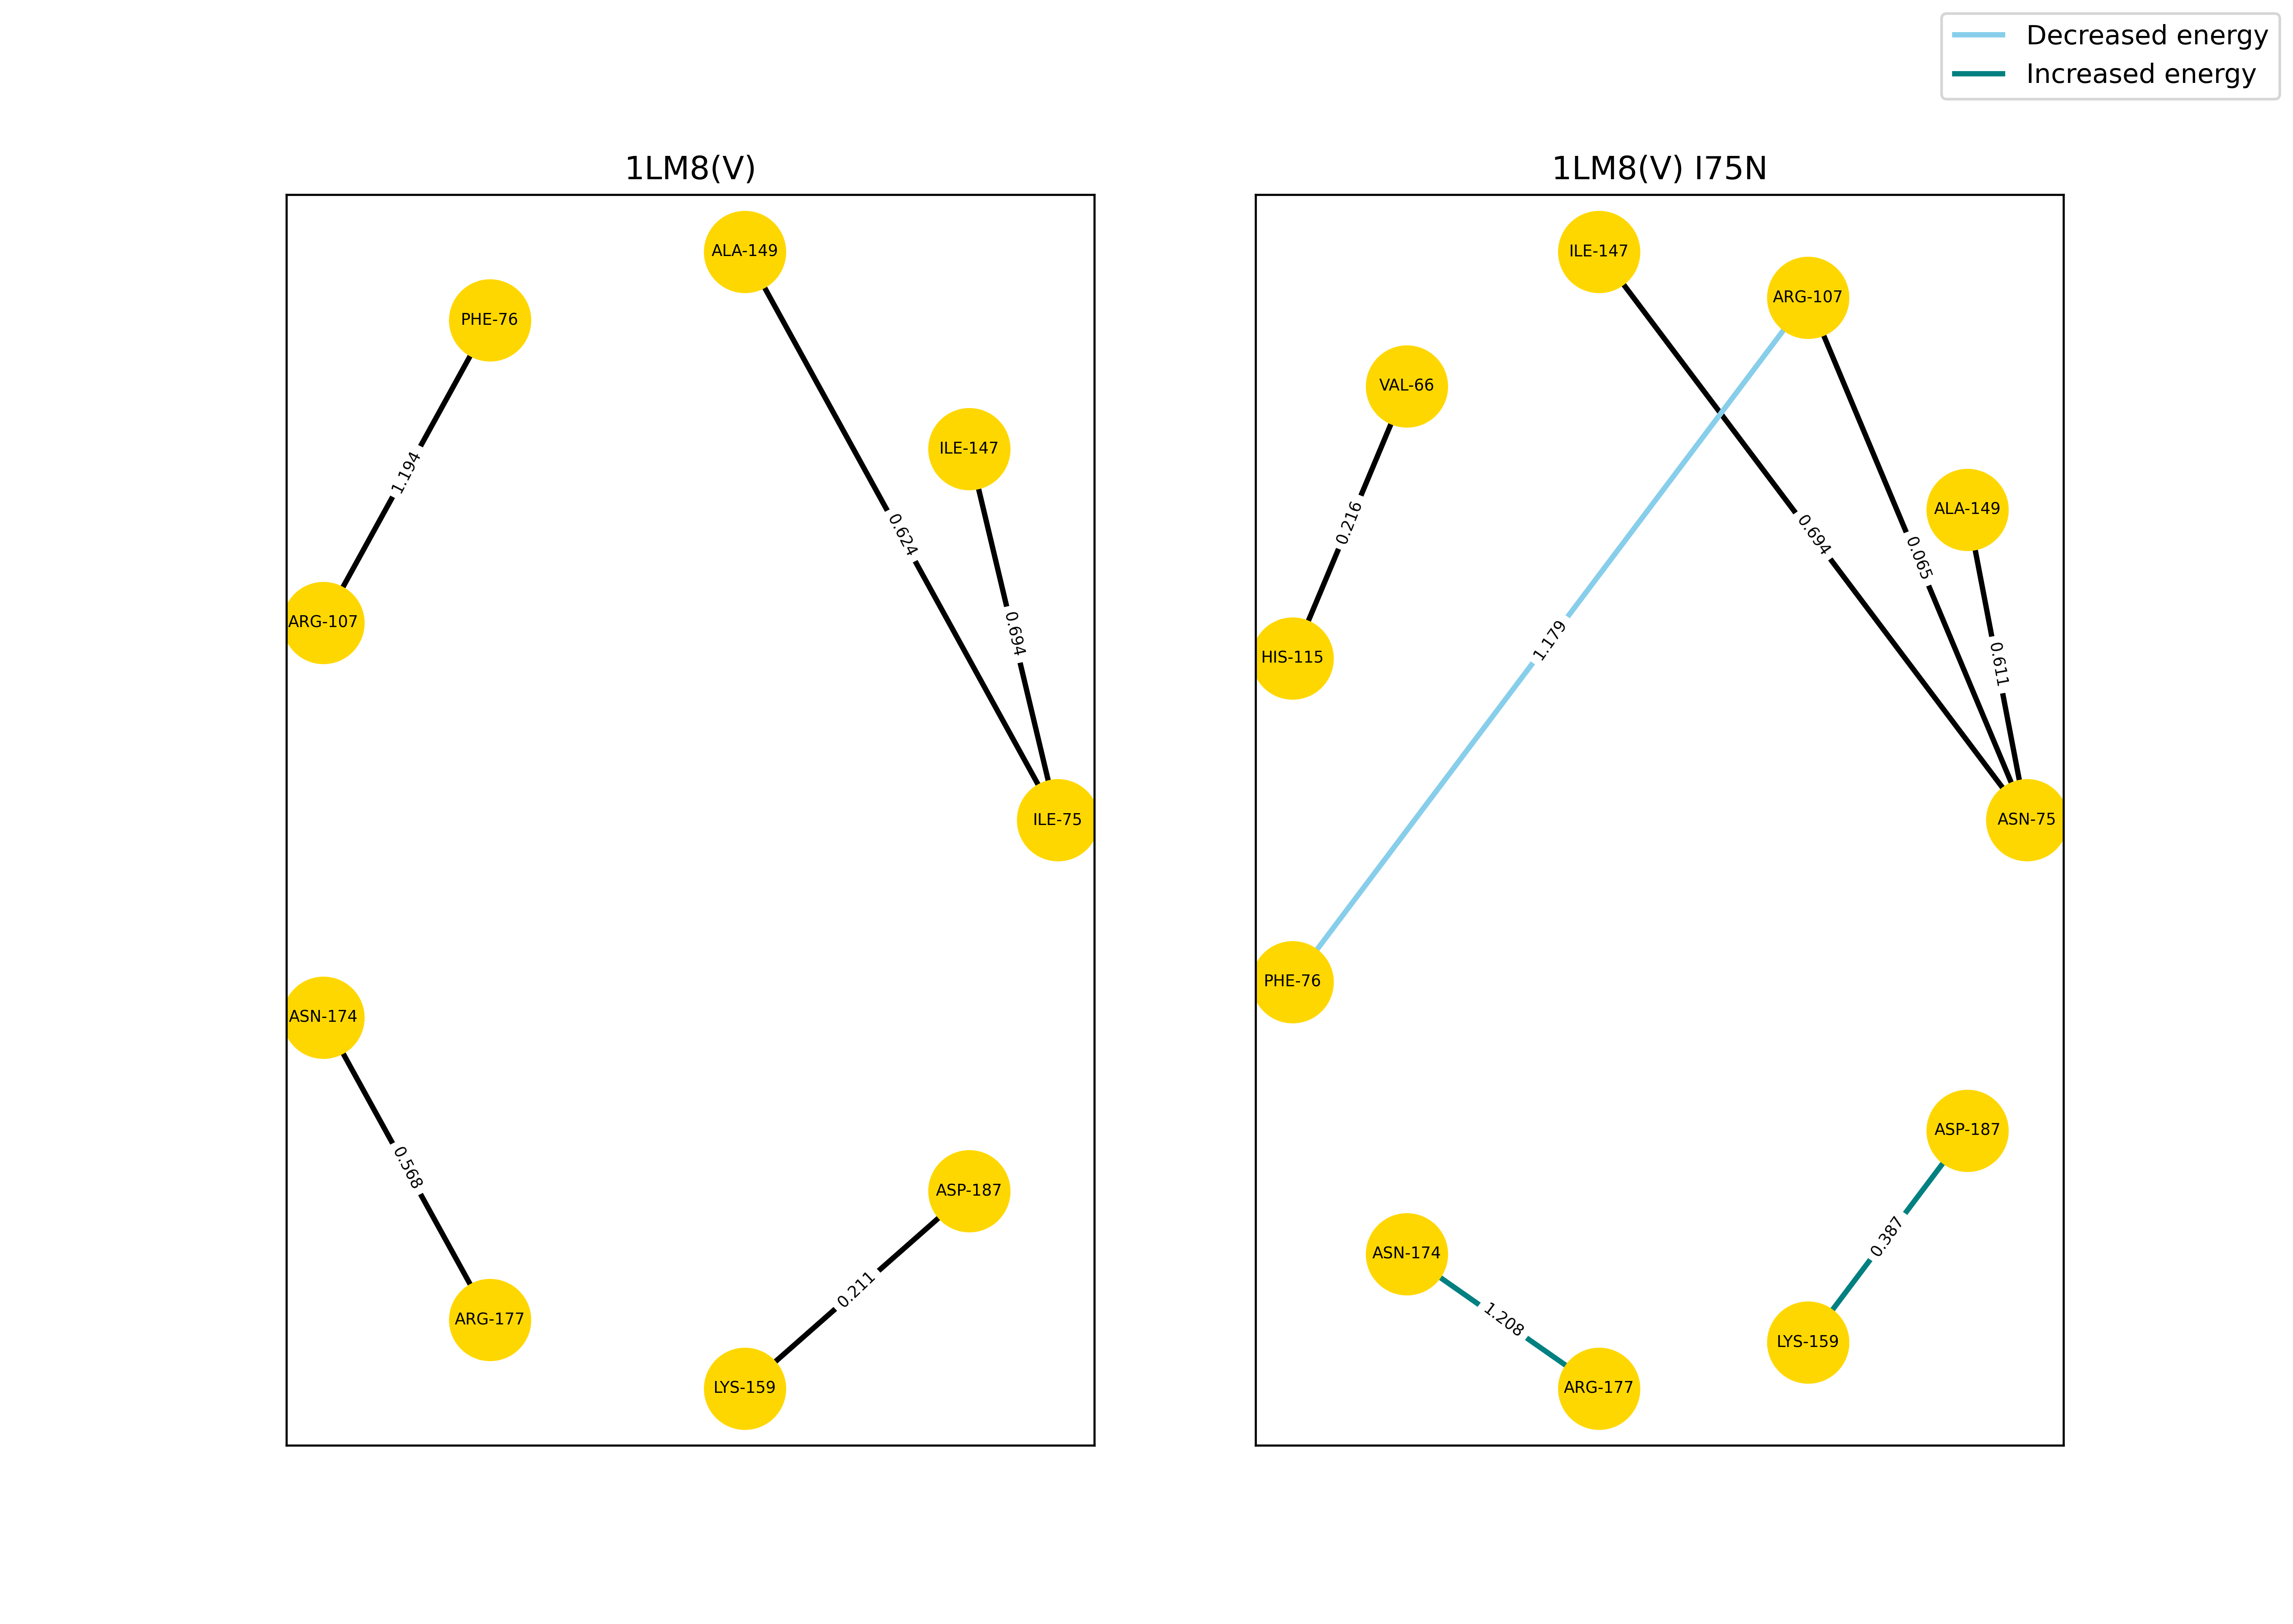 Decreased energy
Increased energy
1LM8(V)
ALA-149
PHE-76
ILE-147
1.194
0.624
ARG-107
0.694
ILE-75
ASN-174
0.568
ASP-187
0.211
ARG-177
LYS-159
1LM8(V) I75N
ILE-147
ARG-107
VAL-66
ALA-149
0.216
0.694
0.065
1.179
HIS-115
0.611
ASN-75
PHE-76
ASP-187
0.387
ASN-174
1.208
LYS-159
ARG-177